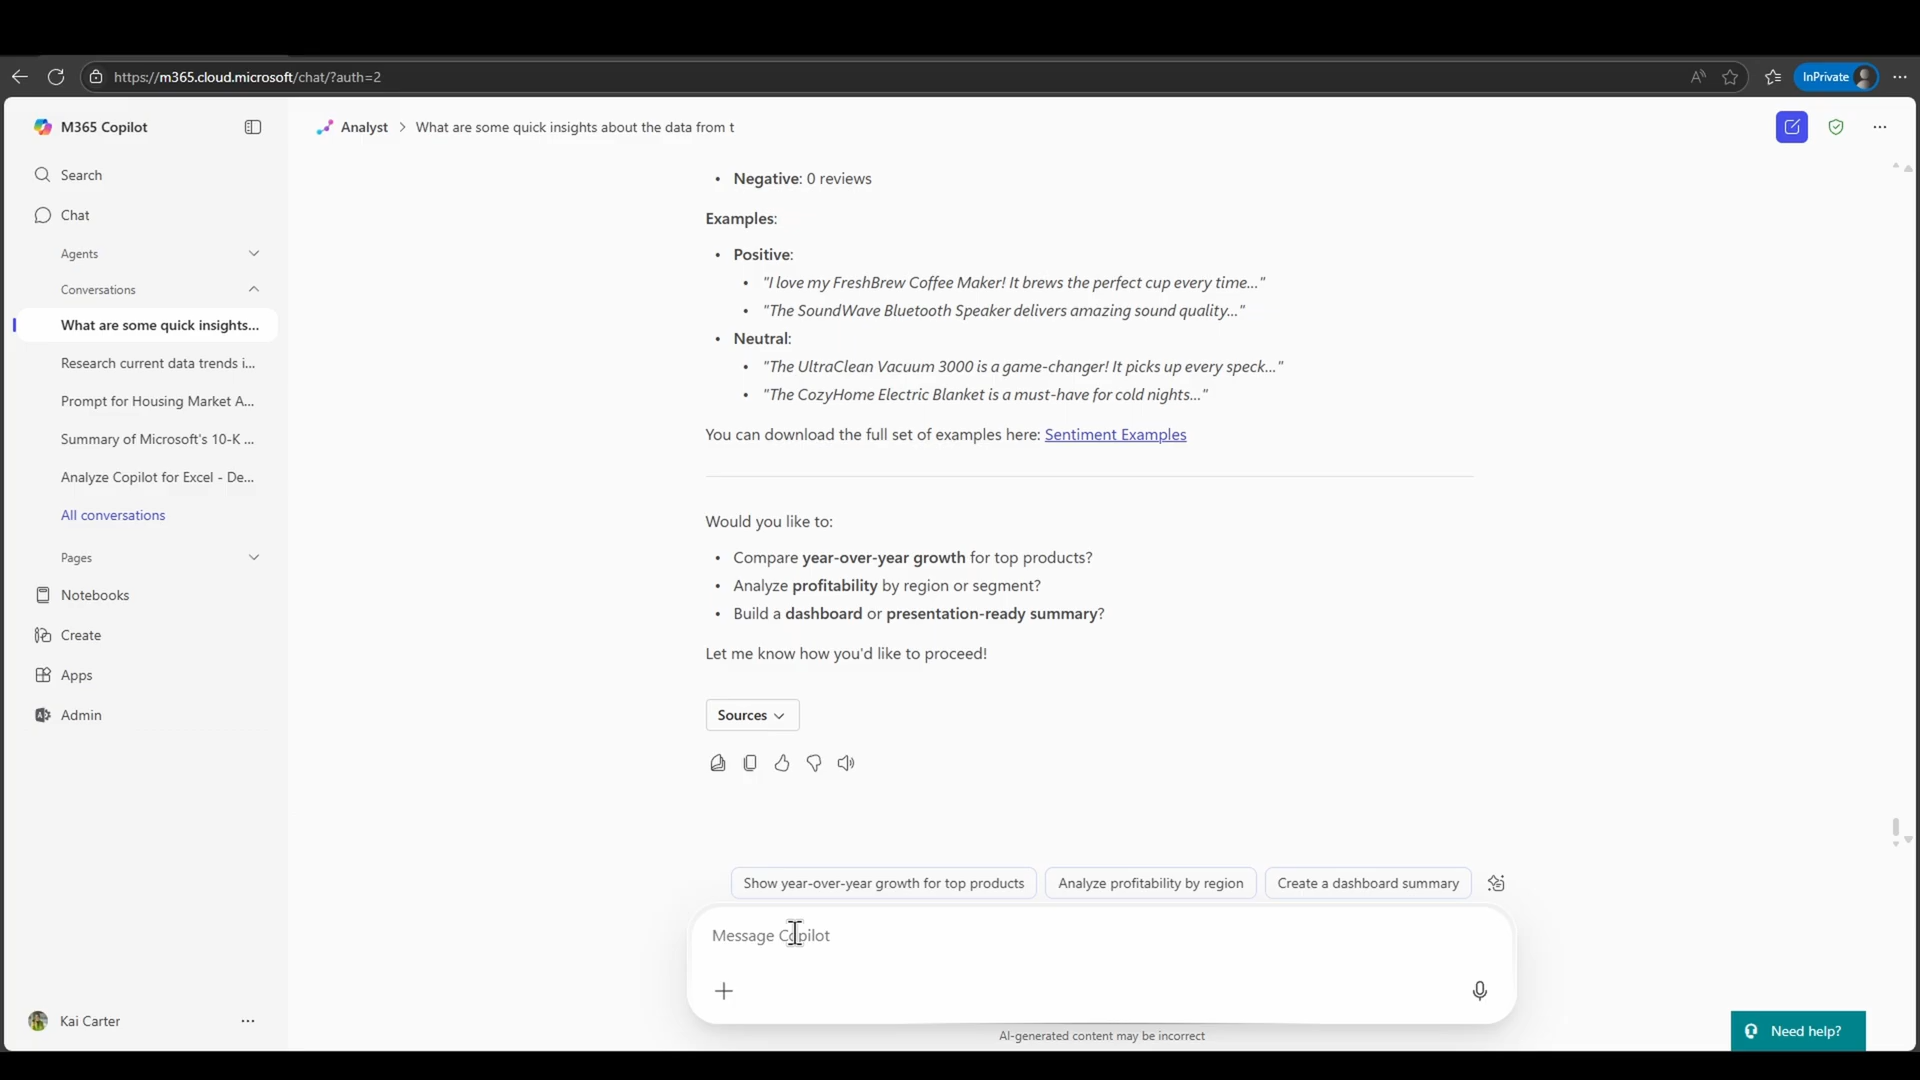 https://m365.cloud.microsoft/chat/?auth=2
InPrivate
M365 Copilot
Analyst > What are some quick insights about the data from t
Search
Chat
Agents
Conversations
What are some quick insights...
Research current data trends i...
Prompt for Housing Market A...
Summary of Microsoft's 10-K ...
Analyze Copilot for Excel - De...
All conversations
Pages
Notebooks
Create
Apps
Admin
Kai Carter
• Negative: 0 reviews
Examples:
• Positive:
• "I love my FreshBrew Coffee Maker! It brews the perfect cup every time..."
• "The SoundWave Bluetooth Speaker delivers amazing sound quality..."
• Neutral:
• "The UltraClean Vacuum 3000 is a game-changer! It picks up every speck..."
• "The CozyHome Electric Blanket is a must-have for cold nights..."
You can download the full set of examples here: Sentiment Examples
Would you like to:
• Compare year-over-year growth for top products?
• Analyze profitability by region or segment?
• Build a dashboard or presentation-ready summary?
Let me know how you'd like to proceed!
Sources
Show year-over-year growth for top products
Analyze profitability by region
Create a dashboard summary
Message Copilot
AI-generated content may be incorrect
Need help?